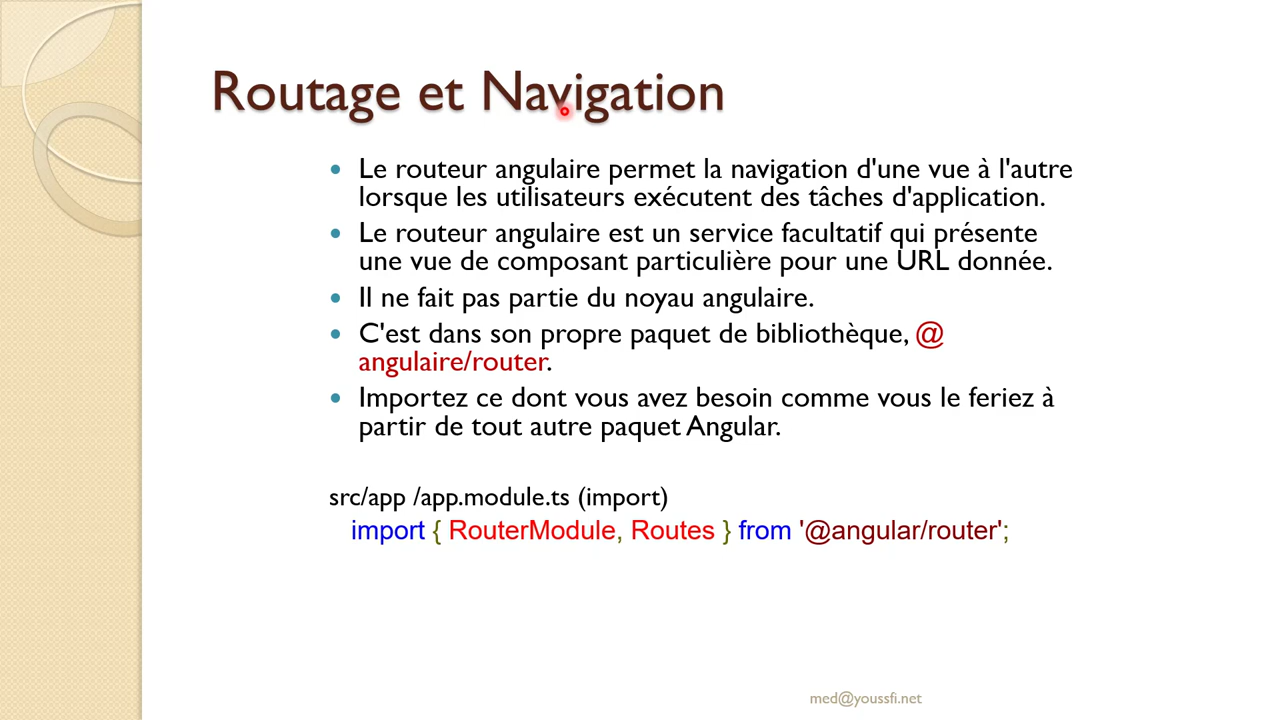 Routage et Navigation
Le routeur angulaire permet la navigation d'une vue à l'autre
lorsque les utilisateurs exécutent des tâches d'application.
Le routeur angulaire est un service facultatif qui présente
une vue de composant particulière pour une URL donnée.
Il ne fait pas partie du noyau angulaire.
C'est dans son propre paquet de bibliothèque, @
angulaire/router.
Importez ce dont vous avez besoin comme vous le feriez à
partir de tout autre paquet Angular.
src/app /app.module.ts (import)
import { RouterModule, Routes } from '@angular/router';
med@youssfi.net